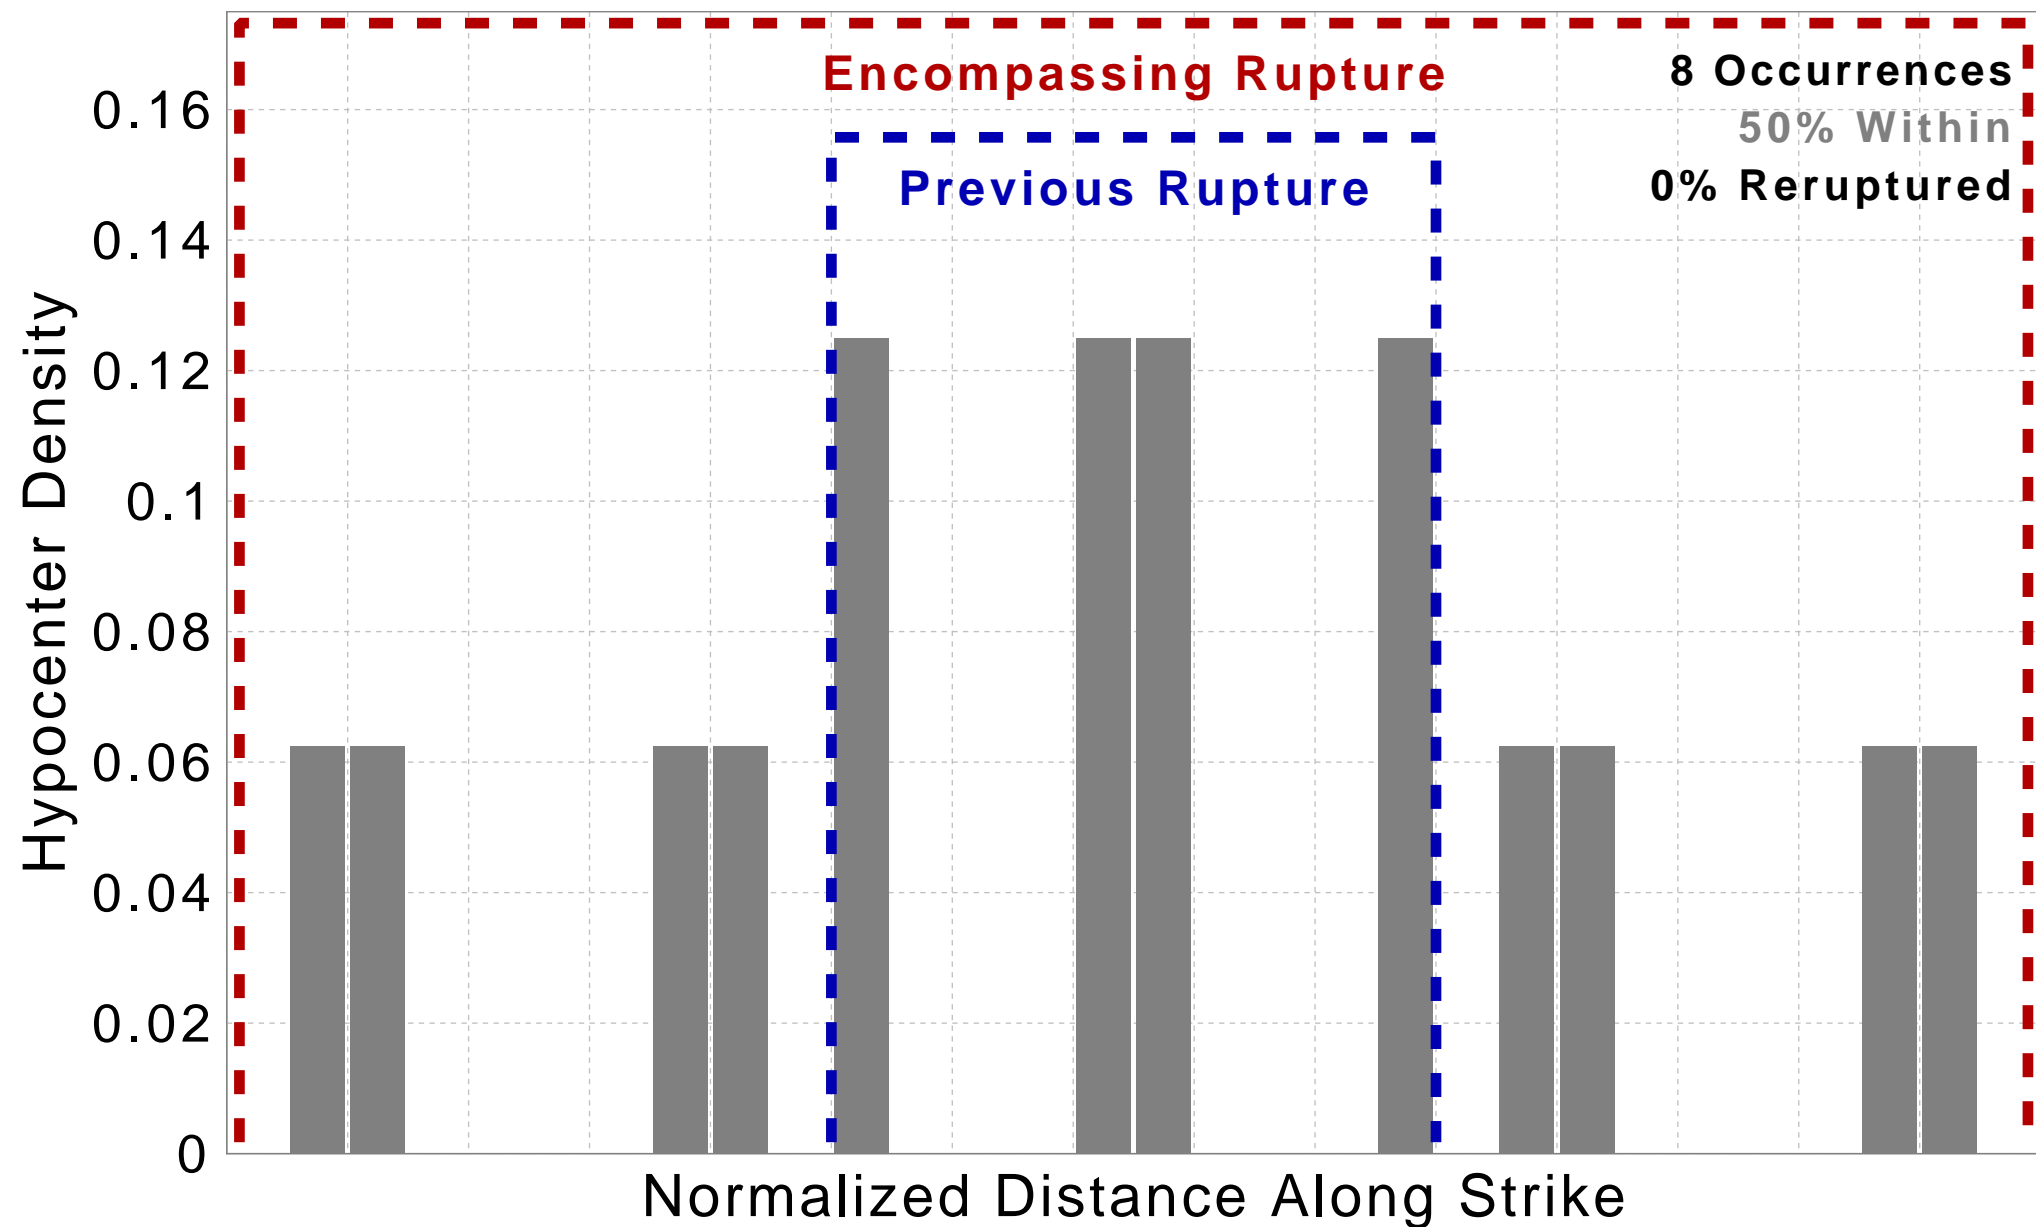 Encompassing Rupture
8 Occurrences
50% Within
0% Reruptured
Previous Rupture
Hypocenter Density
0.16
0.14
0.12
0.1
0.08
0.06
0.04
0.02
0
Normalized Distance Along Strike